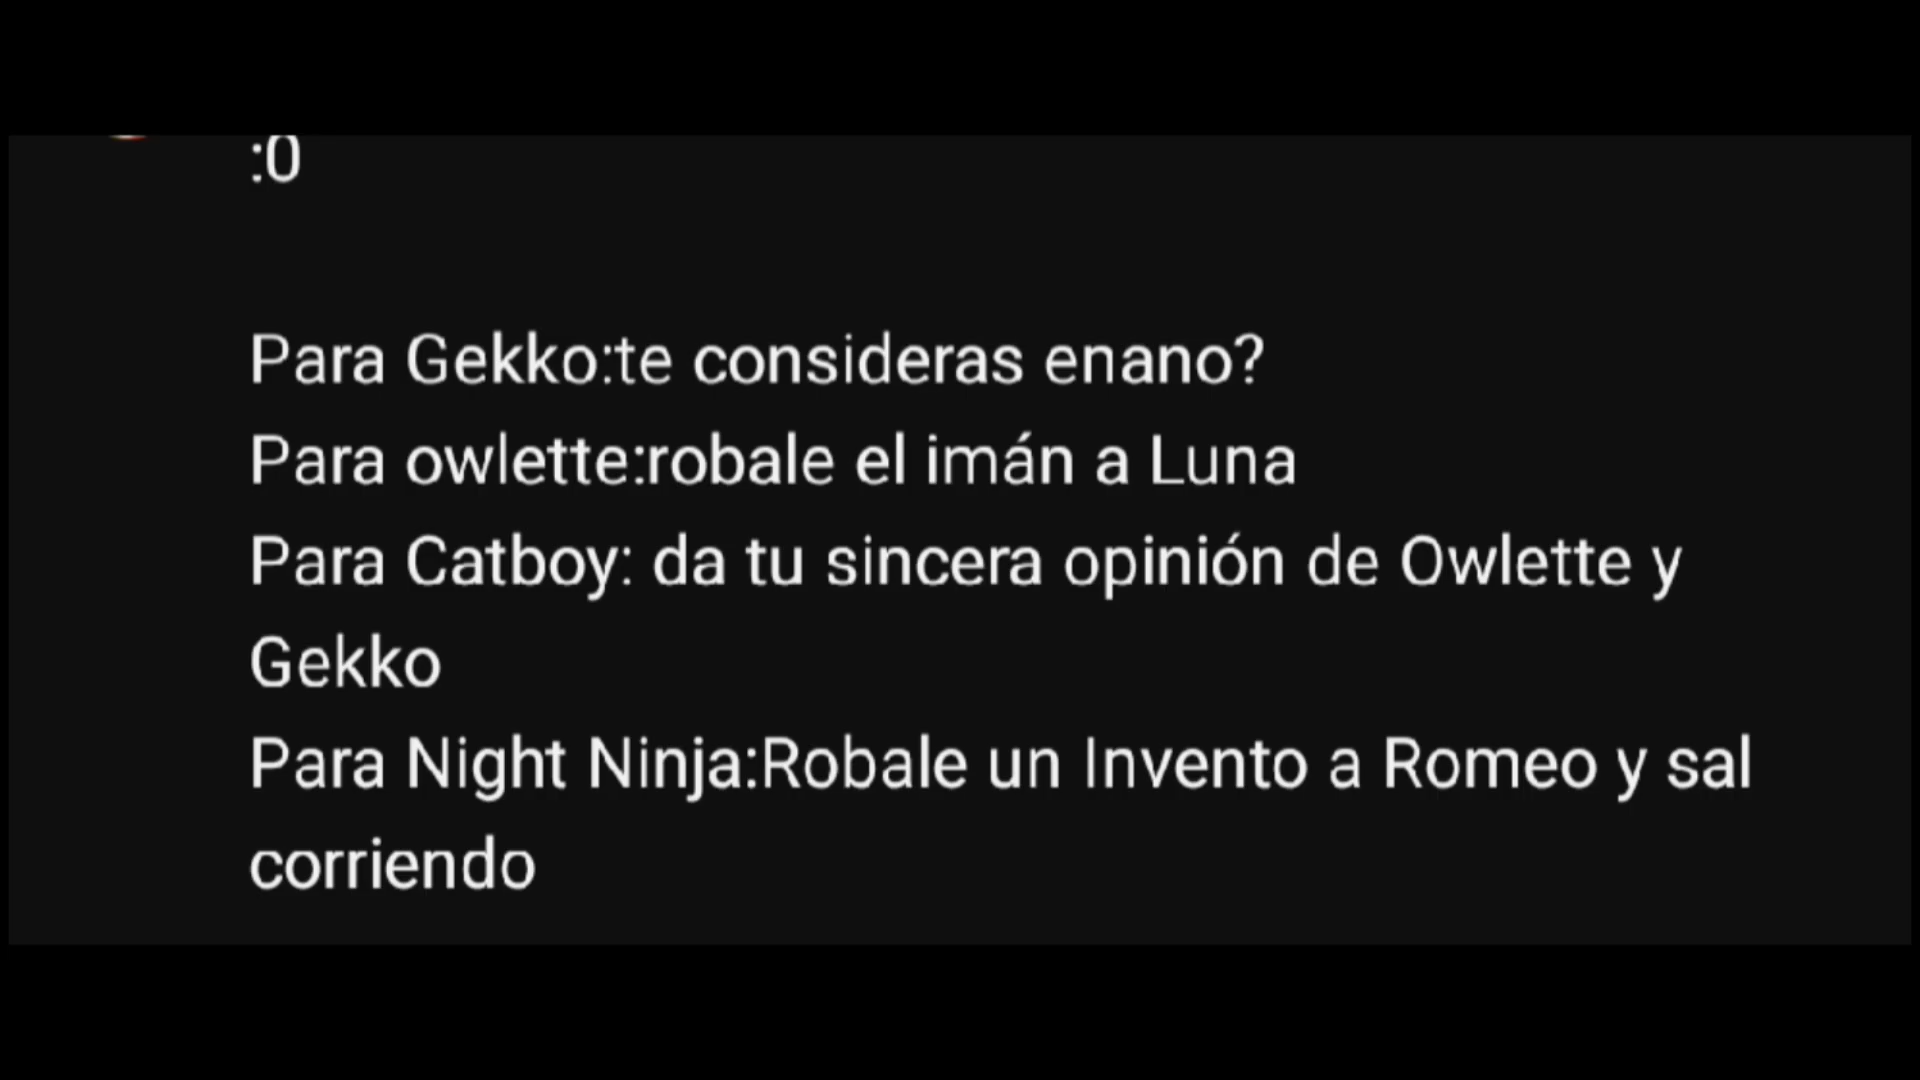 :0
Para Gekko:te consideras enano?
Para owlette:robale el imán a Luna
Para Catboy: da tu sincera opinión de Owlette y
Gekko
Para Night Ninja:Robale un Invento a Romeo y sal
corriendo